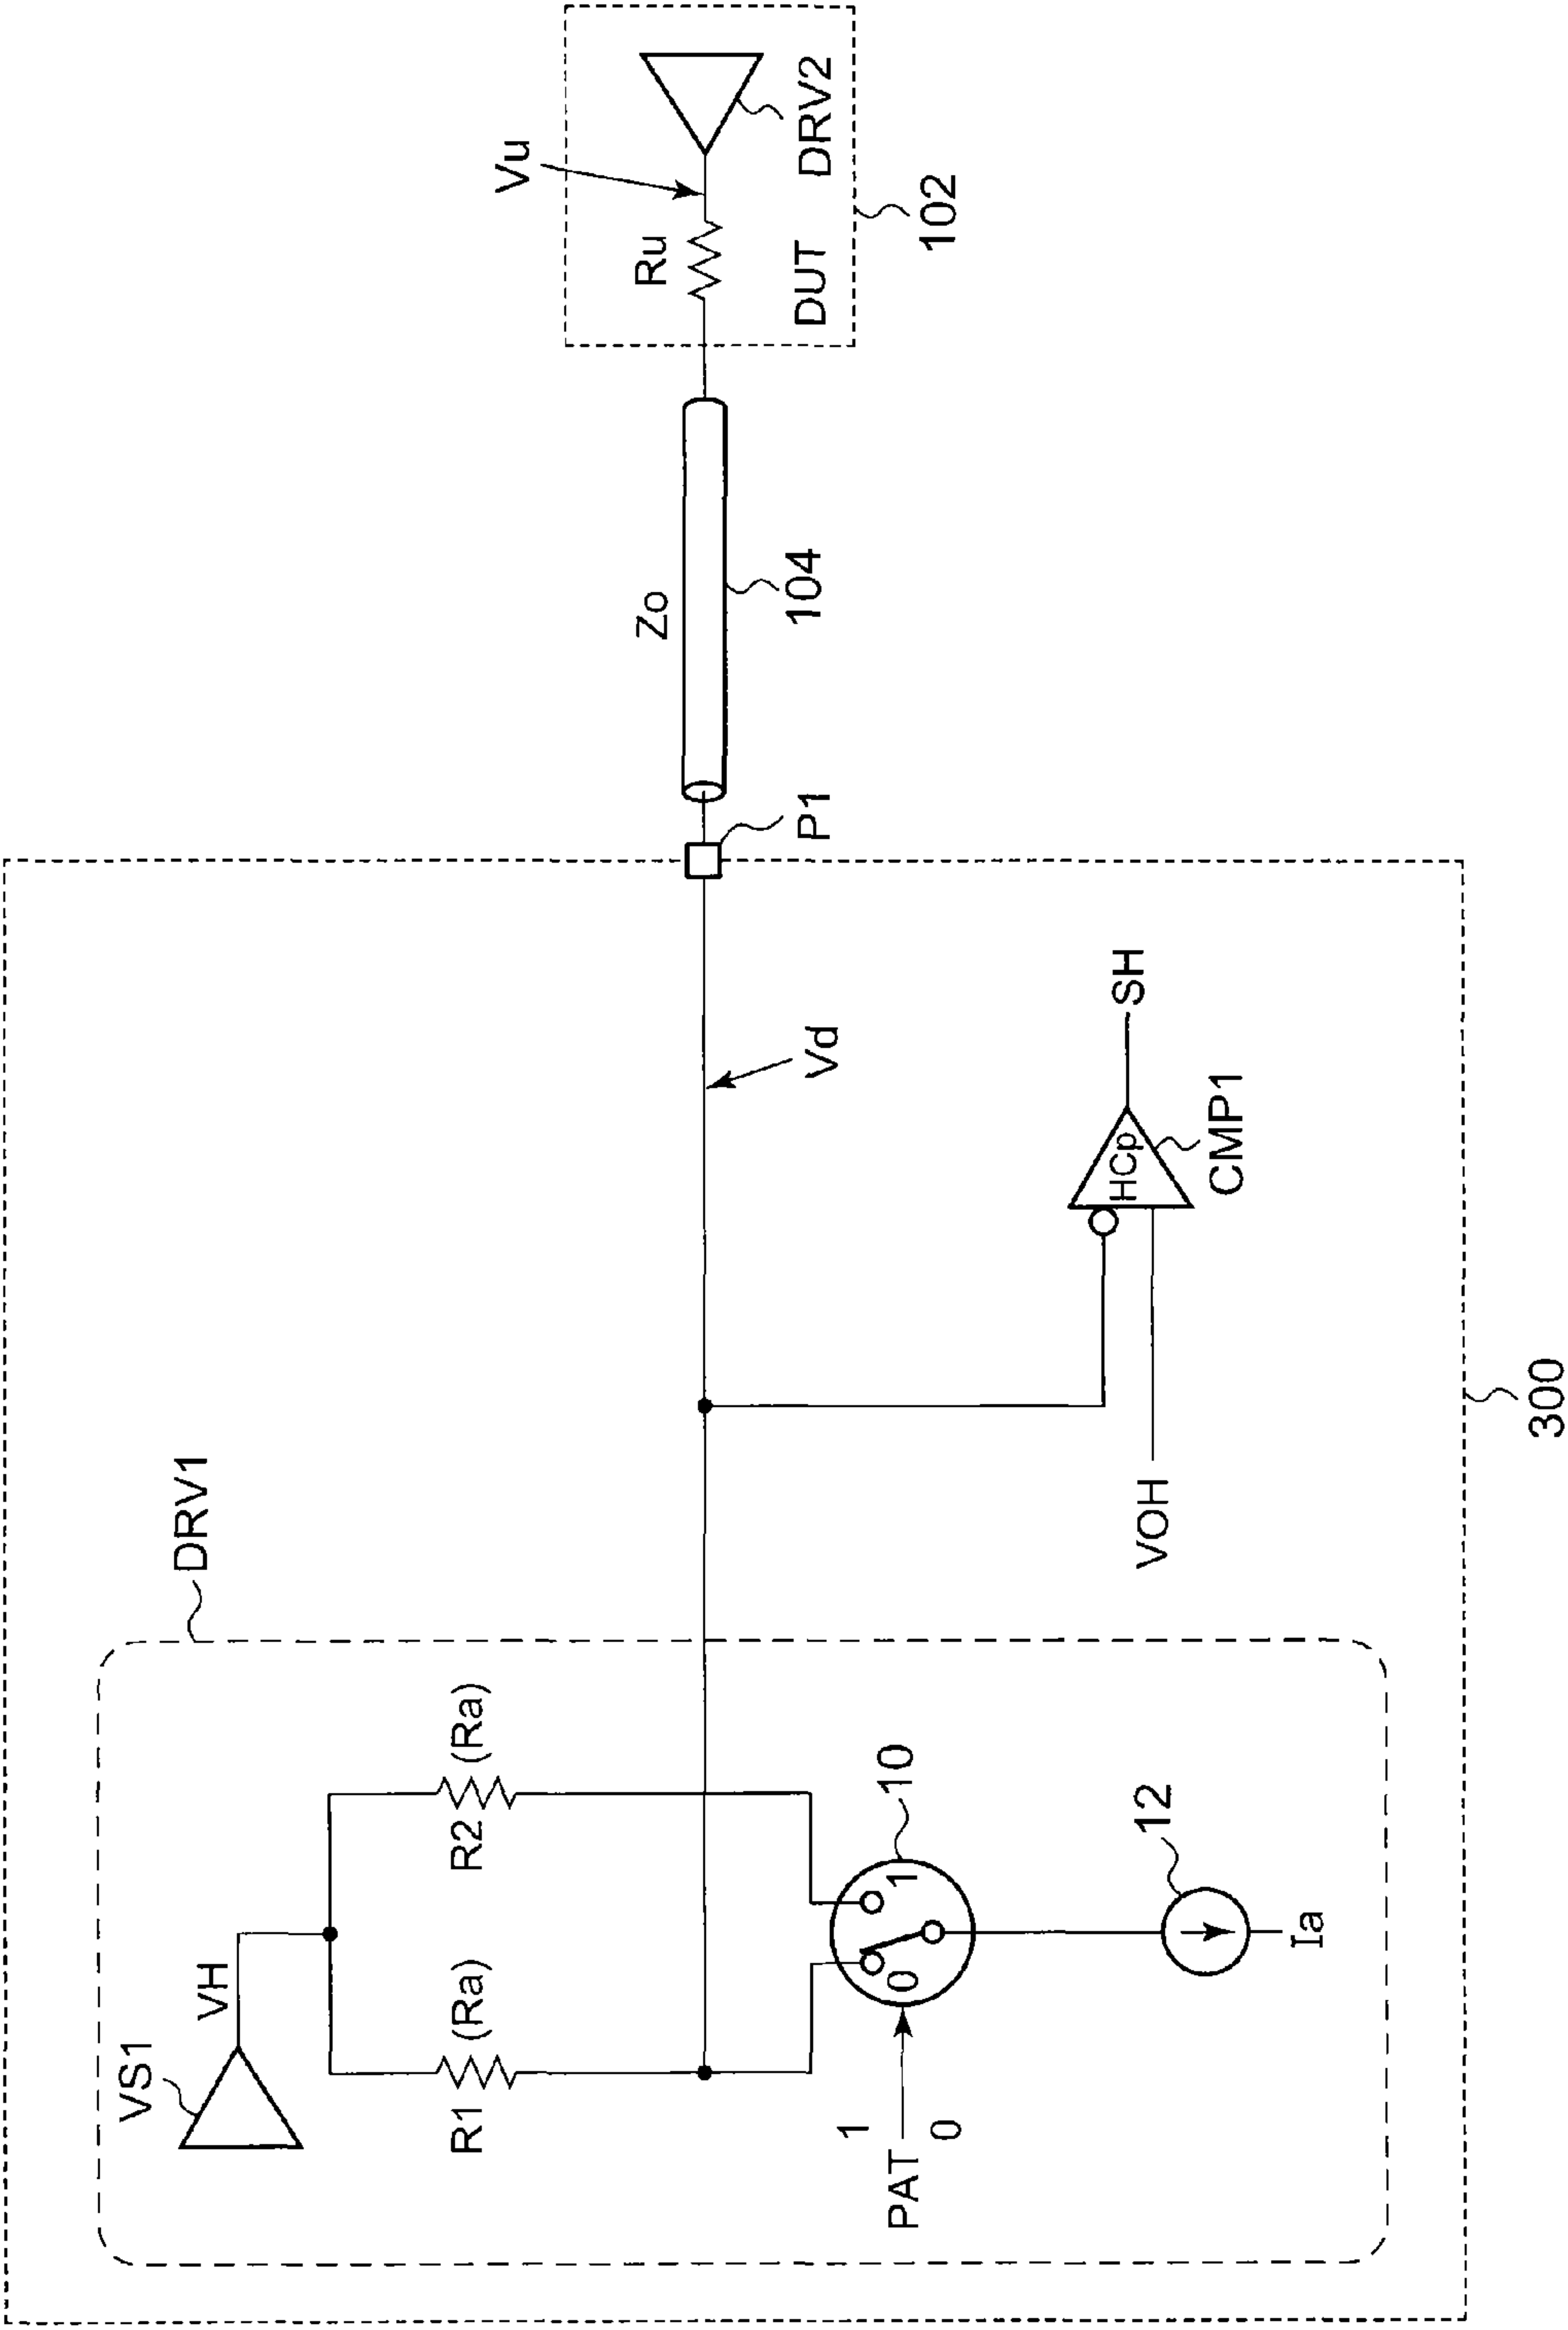 300
DRV1
VS1
VH
R1
(Ra)
R2
(Ra)
PAT
1
0
0
1
10
12
Ia
VOH
HCp
CMP1
SH
Vd
P1
Zo
104
Vu
Ru
DUT
DRV2
102